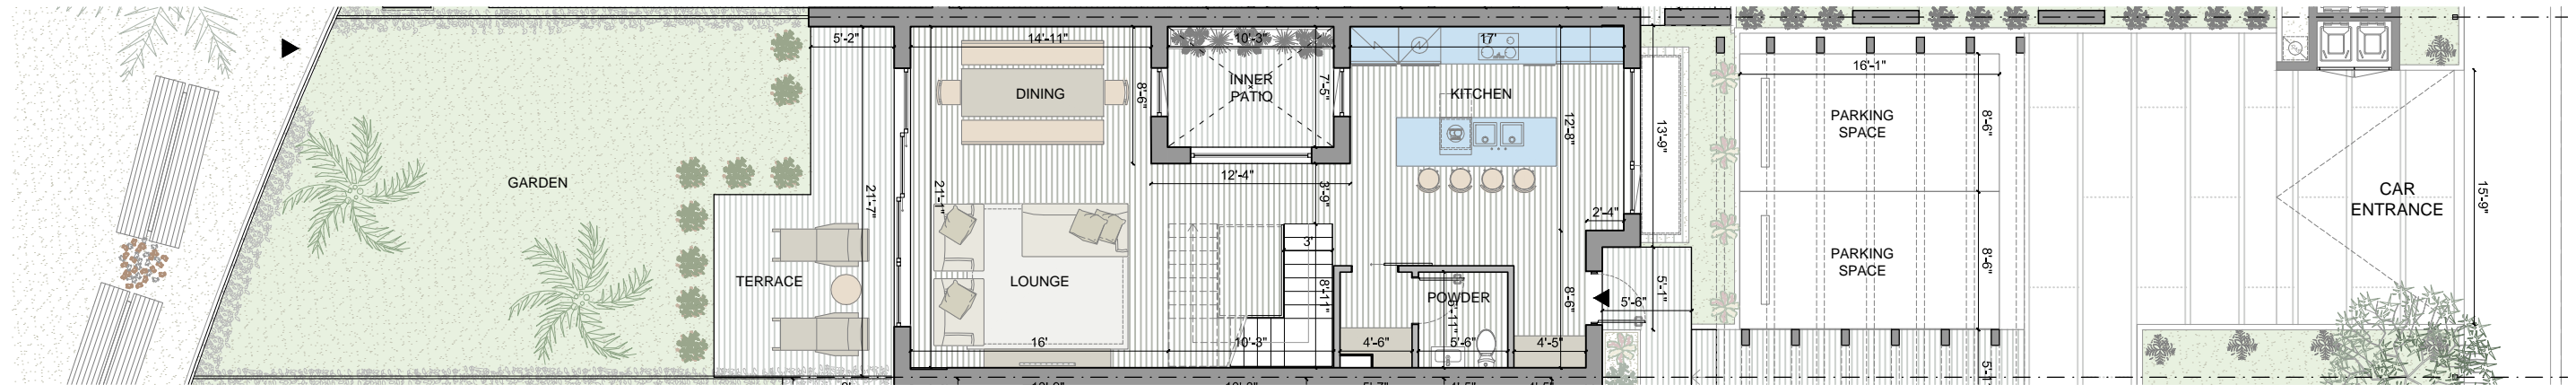 5'-2"
14'-11"
10'-3"
17'
DINING
8'-6"
INNER
PATIO
7'-5"
KITCHEN
12'-8"
13'-9"
16'-1"
PARKING
SPACE
8'-6"
GARDEN
21'-7"
21'-1"
12'-4"
3'-9"
2'-4"
CAR
ENTRANCE
15'-9"
TERRACE
LOUNGE
3'
8'-11"
POWDER
8'-6"
5'-6"
5'-1"
PARKING
SPACE
8'-6"
16'
10'-3"
4'-6"
5'-6"
4'-5"